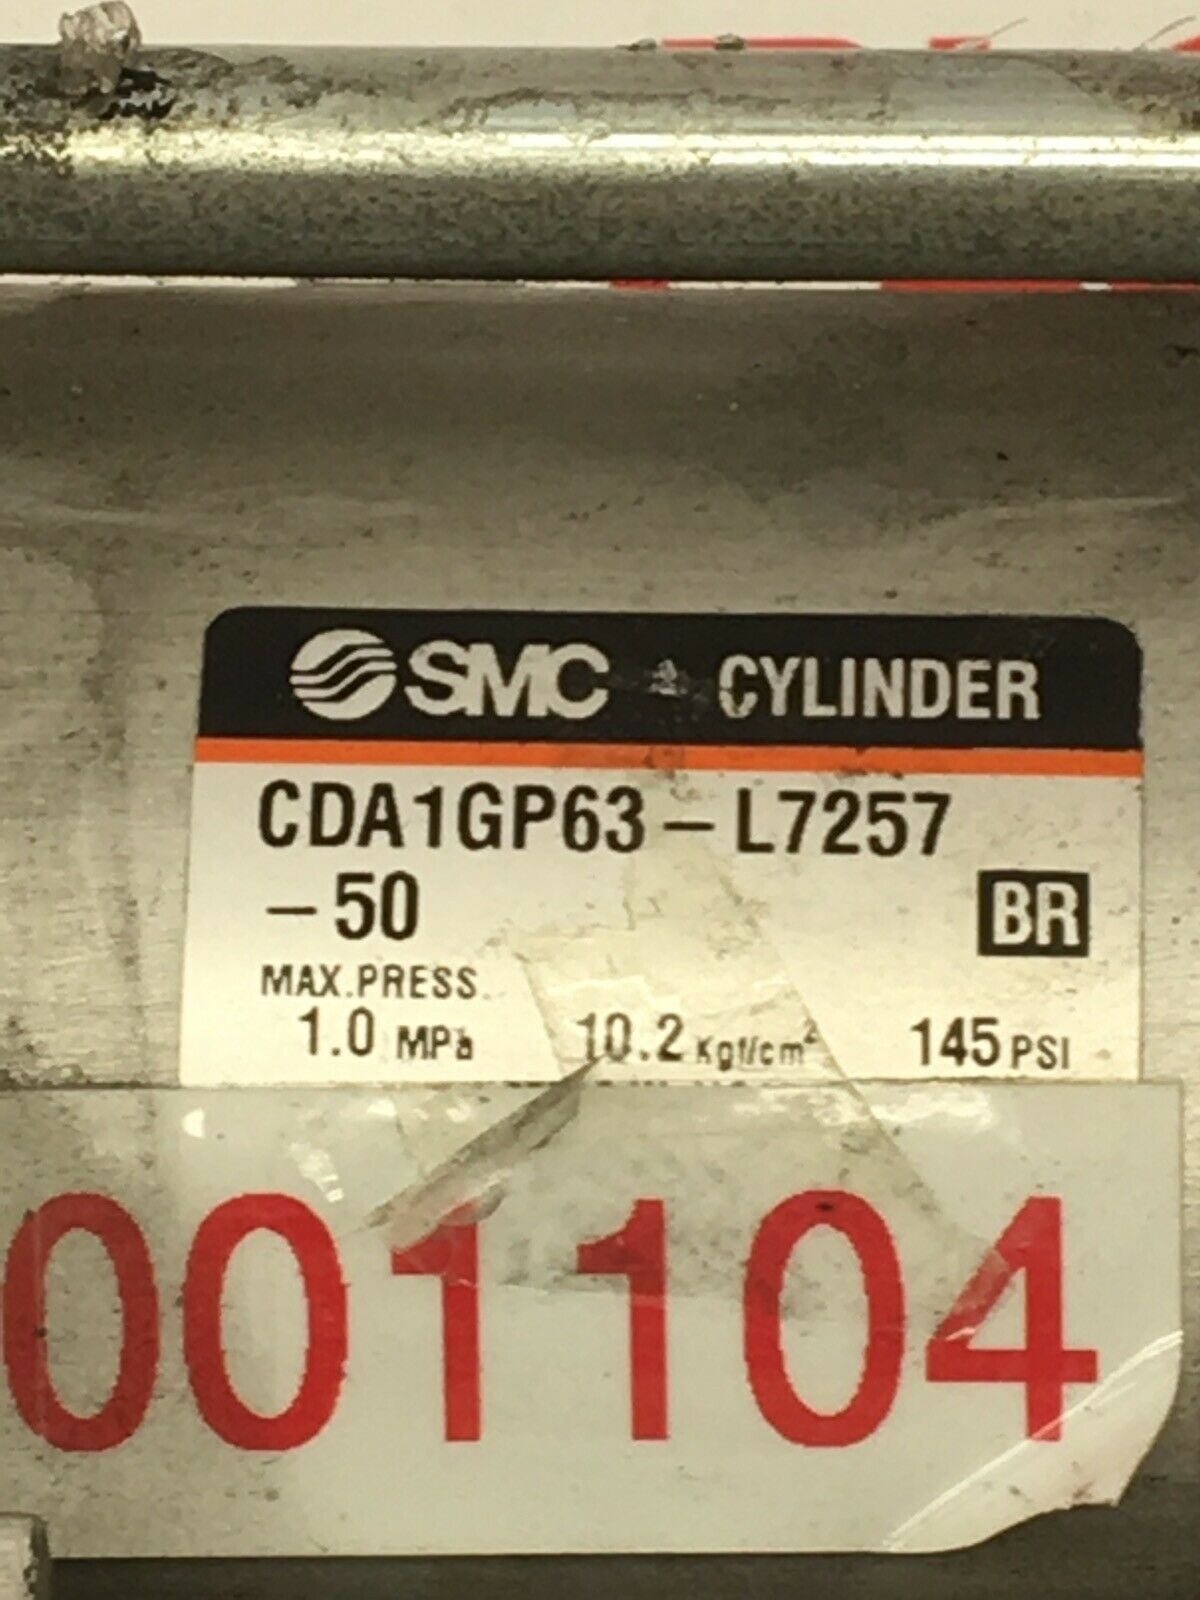 SMC CYLINDER
CDA1GP63-L7257
-50
BR
MAX.PRESS.
1.0 MPa 10.2 Kgf/cm² 145 PSI
001104